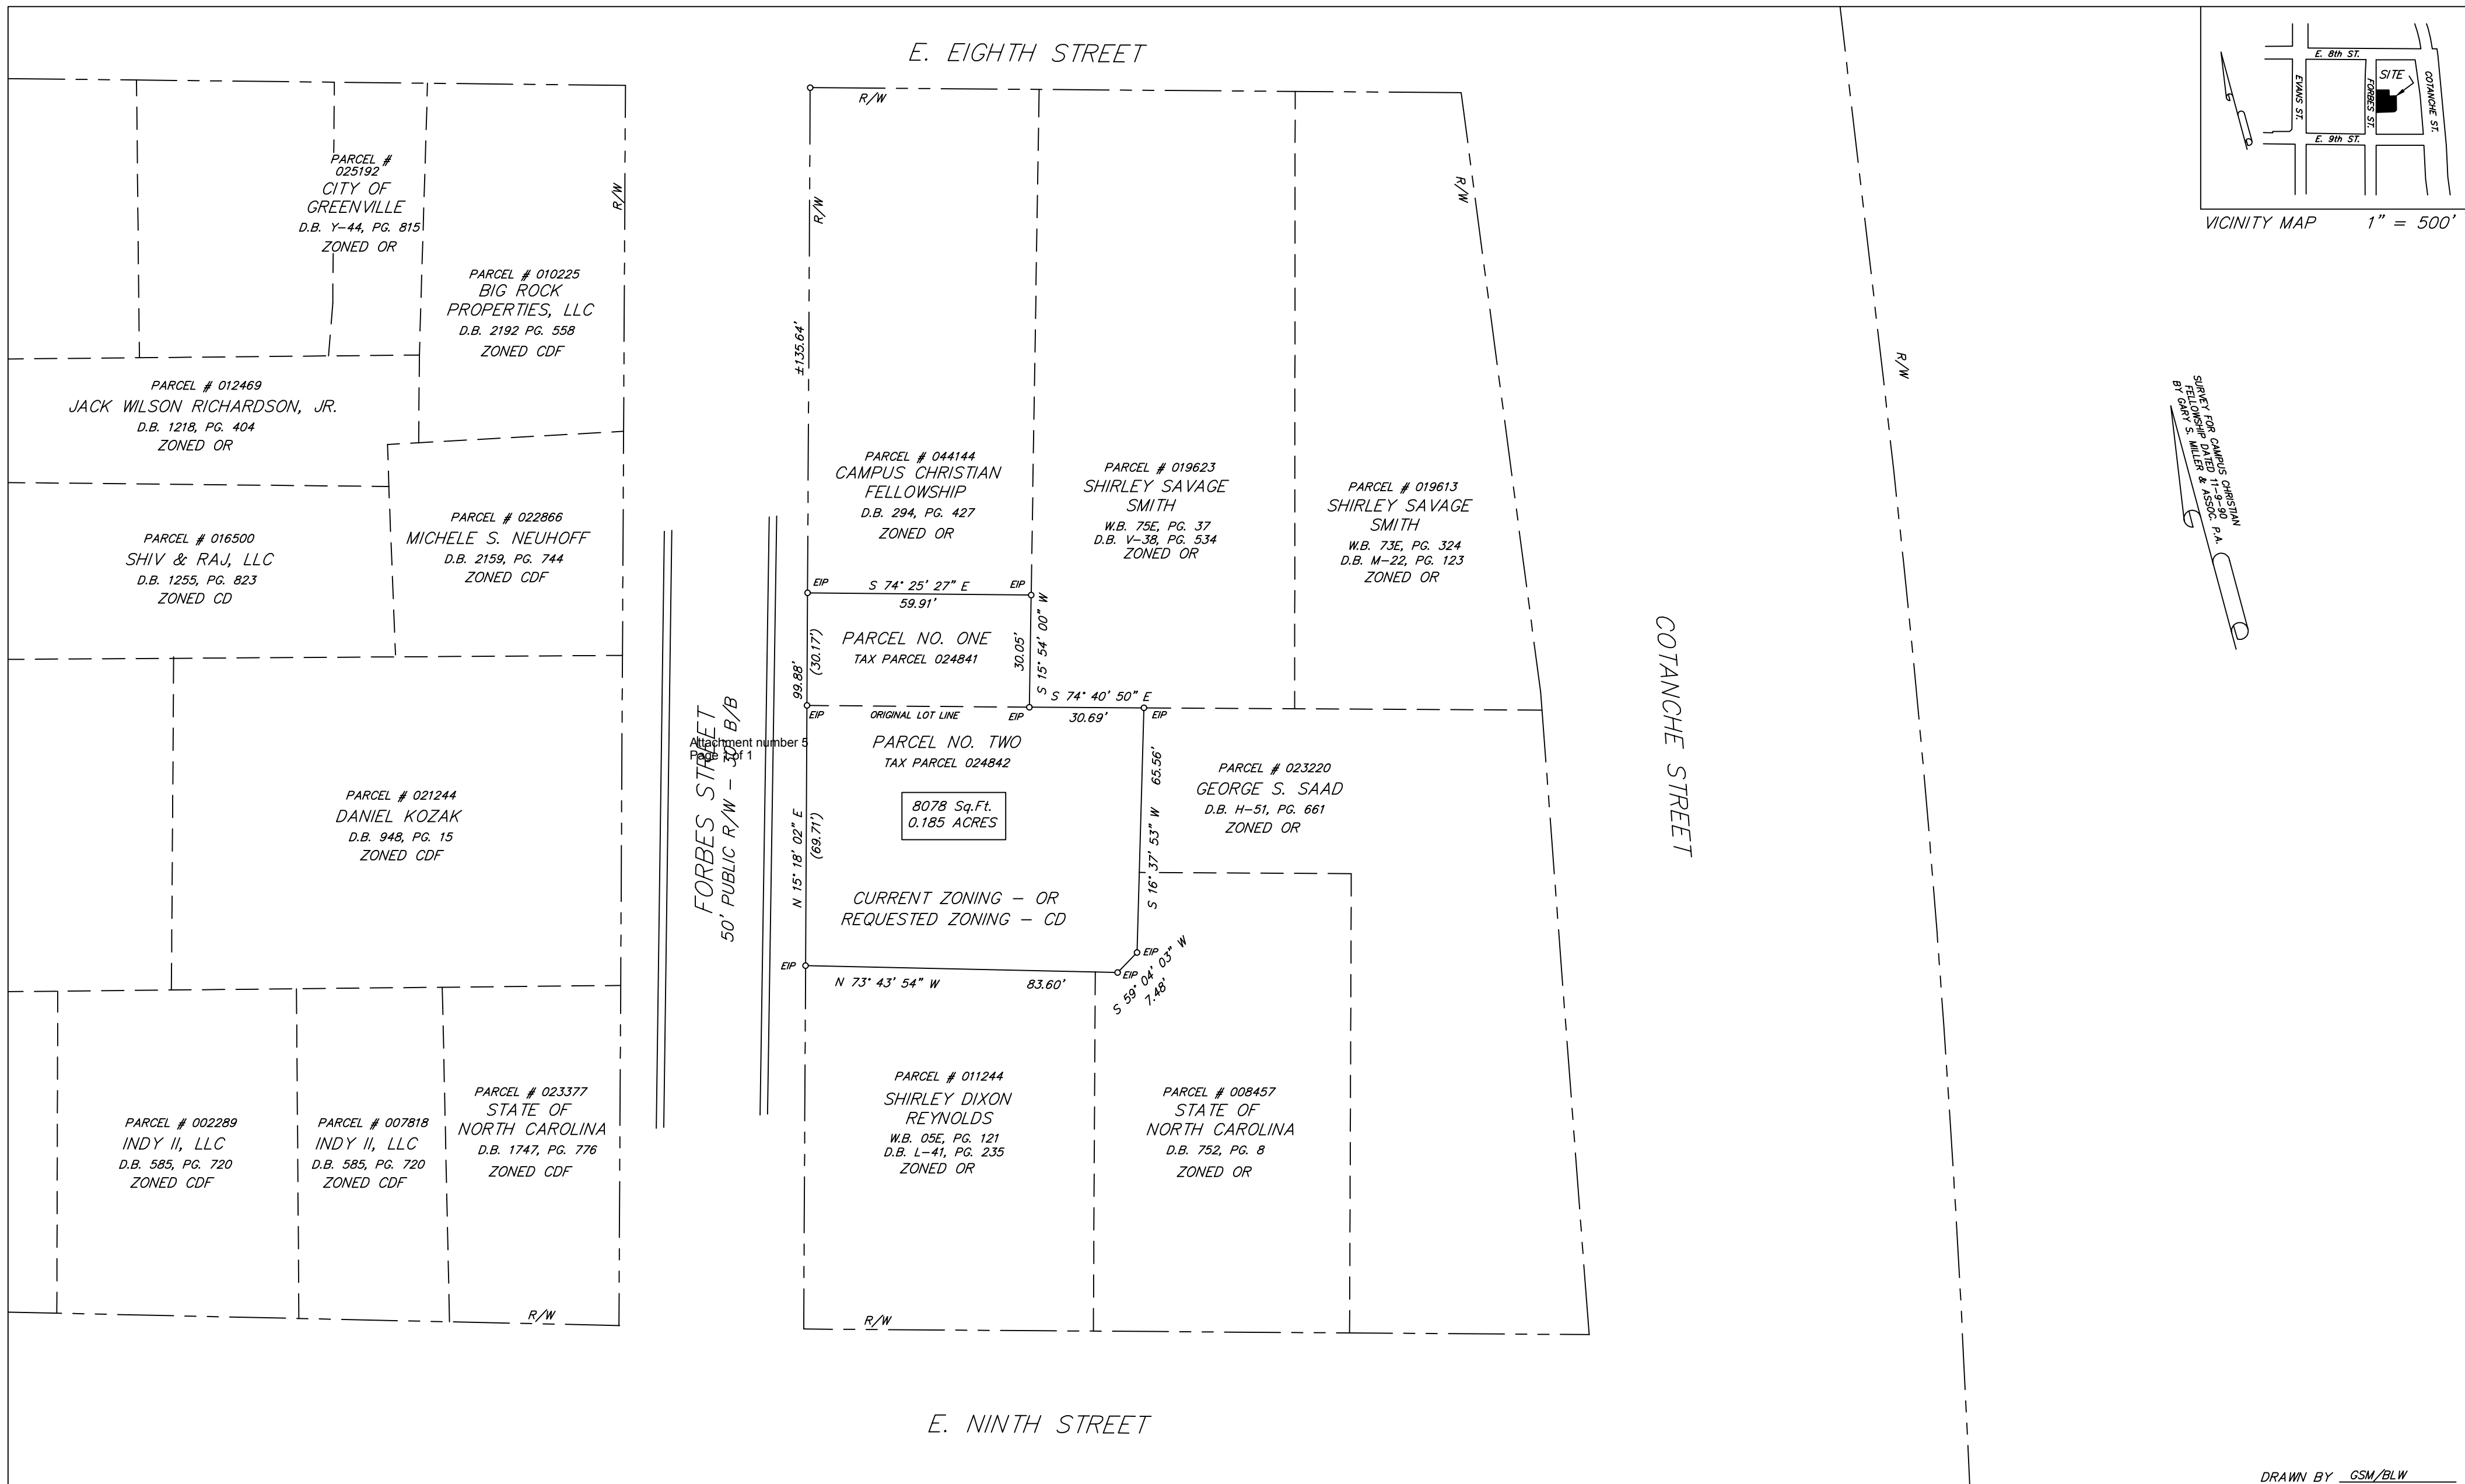 E. EIGHTH STREET
R/W
R/W
R/W
R/W
R/W
E. 8th ST.
SITE
EVANS ST.
FORBES ST.
COTANCHE ST.
E. 9th ST.
VICINITY MAP 1" = 500'
PARCEL #
025192
CITY OF
GREENVILLE
D.B. Y-44, PG. 815
ZONED OR
PARCEL # 010225
BIG ROCK
PROPERTIES, LLC
D.B. 2192 PG. 558
ZONED CDF
PARCEL # 012469
JACK WILSON RICHARDSON, JR.
D.B. 1218, PG. 404
ZONED OR
PARCEL # 016500
SHIV & RAJ, LLC
D.B. 1255, PG. 823
ZONED CD
PARCEL # 022866
MICHELE S. NEUHOFF
D.B. 2159, PG. 744
ZONED CDF
PARCEL # 021244
DANIEL KOZAK
D.B. 948, PG. 15
ZONED CDF
PARCEL # 002289
INDY II, LLC
D.B. 585, PG. 720
ZONED CDF
PARCEL # 007818
INDY II, LLC
D.B. 585, PG. 720
ZONED CDF
PARCEL # 023377
STATE OF
NORTH CAROLINA
D.B. 1747, PG. 776
ZONED CDF
R/W
FORBES STREET
50' PUBLIC R/W - 30' B/B
Attachment number 5
Page 1 of 1
±135.64'
PARCEL # 044144
CAMPUS CHRISTIAN
FELLOWSHIP
D.B. 294, PG. 427
ZONED OR
PARCEL # 019623
SHIRLEY SAVAGE
SMITH
W.B. 75E, PG. 37
D.B. V-38, PG. 534
ZONED OR
PARCEL # 019613
SHIRLEY SAVAGE
SMITH
W.B. 73E, PG. 324
D.B. M-22, PG. 123
ZONED OR
EIP
S 74° 25' 27" E
EIP
59.91'
PARCEL NO. ONE
TAX PARCEL 024841
99.88'
(30.17')
30.05'
S 15° 54' 00" W
S 74° 40' 50" E
30.69'
EIP
ORIGINAL LOT LINE
EIP
EIP
PARCEL NO. TWO
TAX PARCEL 024842
8078 Sq.Ft.
0.185 ACRES
N 15° 18' 02" E
(69.71')
S 16° 37' 53" W 65.56'
CURRENT ZONING - OR
REQUESTED ZONING - CD
EIP
EIP
EIP
N 73° 43' 54" W 83.60'
S 59° 04' 03" W
7.48'
PARCEL # 023220
GEORGE S. SAAD
D.B. H-51, PG. 661
ZONED OR
PARCEL # 011244
SHIRLEY DIXON
REYNOLDS
W.B. 05E, PG. 121
D.B. L-41, PG. 235
ZONED OR
PARCEL # 008457
STATE OF
NORTH CAROLINA
D.B. 752, PG. 8
ZONED OR
R/W
COTANCHE STREET
SURVEY FOR CAMPUS CHRISTIAN
FELLOWSHIP DATED 11-9-90
BY GARY S. MILLER & ASSOC. P.A.
E. NINTH STREET
DRAWN BY GSM/BLW